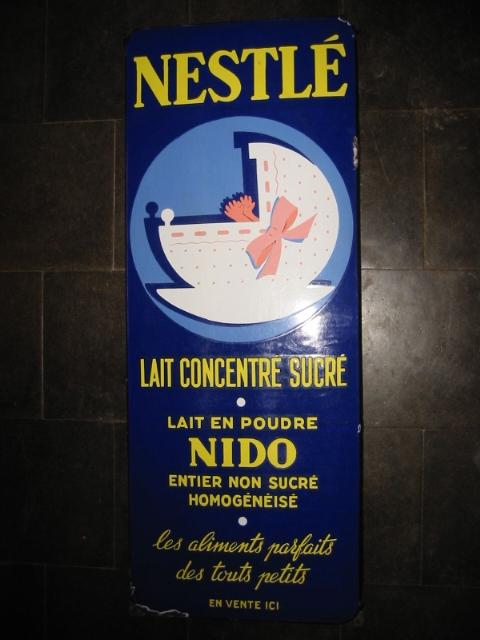 NESTLÉ
LAIT CONCENTRÉ SUCRÉ
LAIT EN POUDRE
NIDO
ENTIER NON SUCRÉ
HOMOGÉNÉISÉ
les aliments parfaits
des touts petits
EN VENTE ICI